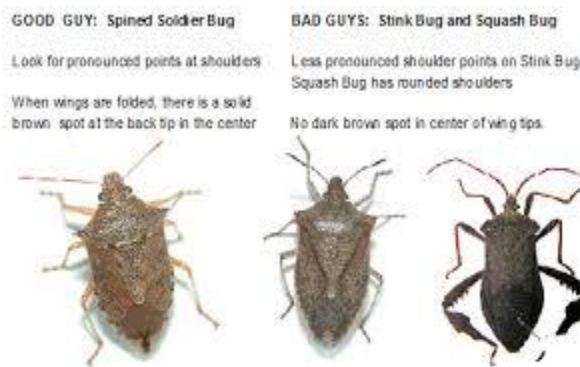 GOOD GUY: Spined Soldier Bug
Look for pronounced points at shoulders
When wings are folded, there is a solid
brown spot at the back tip in the center
BAD GUYS: Stink Bug and Squash Bug
Less pronounced shoulder points on Stink Bug
Squash Bug has rounded shoulders
No dark brown spot in center of wing tips.